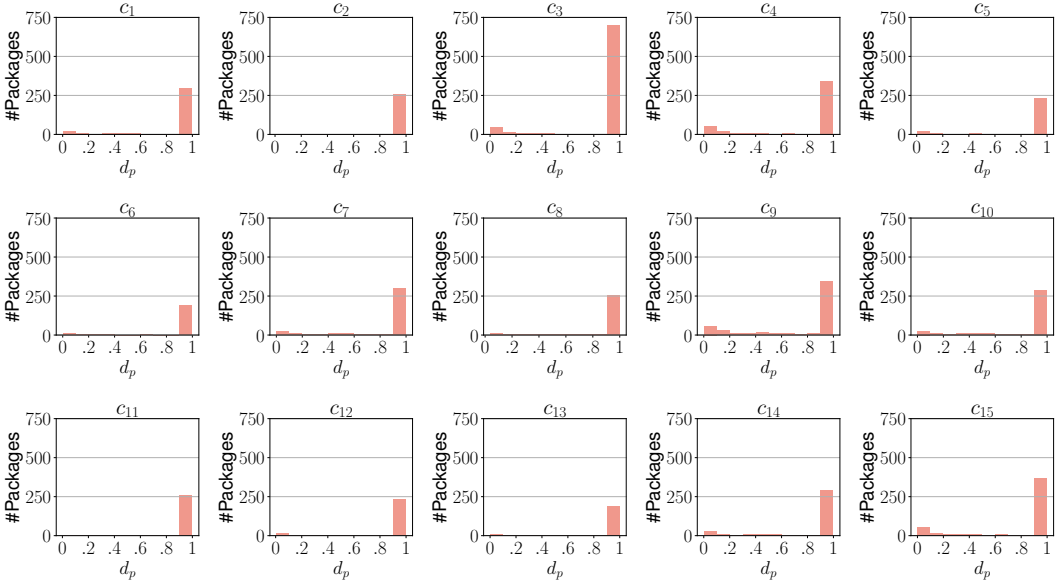 c1 c2 c3 c4 c5
750 750 750 750 750
500 500 500 500 500
250 250 250 250 250
0 0 0 0 0
#Packages #Packages #Packages #Packages #Packages
0 .2 .4 .6 .8 1 0 .2 .4 .6 .8 1 0 .2 .4 .6 .8 1 0 .2 .4 .6 .8 1 0 .2 .4 .6 .8 1
dp dp dp dp dp
c6 c7 c8 c9 c10
750 750 750 750 750
500 500 500 500 500
250 250 250 250 250
0 0 0 0 0
#Packages #Packages #Packages #Packages #Packages
0 .2 .4 .6 .8 1 0 .2 .4 .6 .8 1 0 .2 .4 .6 .8 1 0 .2 .4 .6 .8 1 0 .2 .4 .6 .8 1
dp dp dp dp dp
c11 c12 c13 c14 c15
750 750 750 750 750
500 500 500 500 500
250 250 250 250 250
0 0 0 0 0
#Packages #Packages #Packages #Packages #Packages
0 .2 .4 .6 .8 1 0 .2 .4 .6 .8 1 0 .2 .4 .6 .8 1 0 .2 .4 .6 .8 1 0 .2 .4 .6 .8 1
dp dp dp dp dp